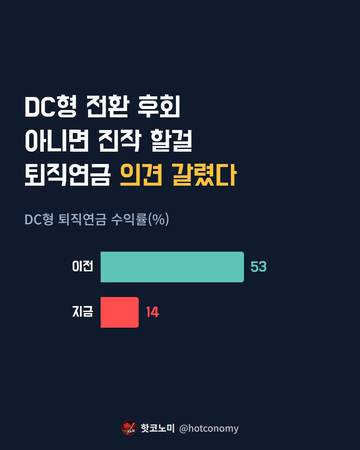 DC형 전환 후회
아니면 진작 할걸
퇴직연금 의견 갈렸다
DC형 퇴직연금 수익률(%)
이전 53
지금 14
핫코노미 @hotconomy